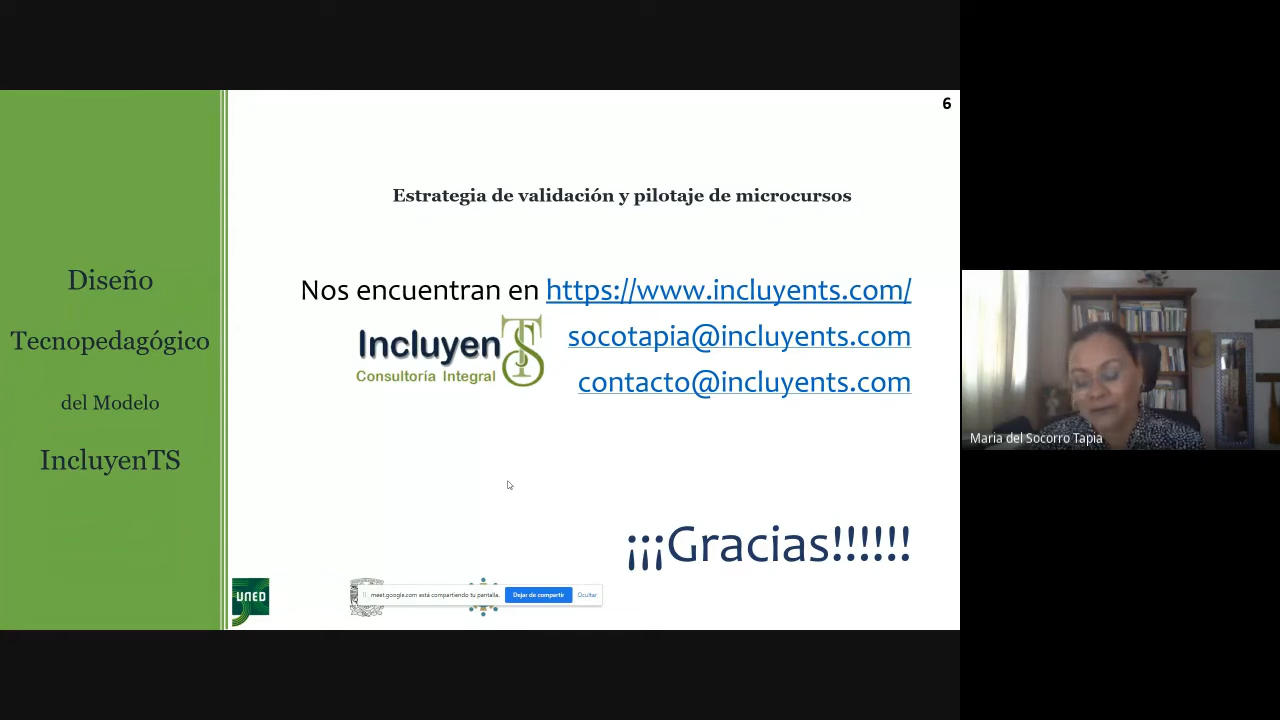 6
Estrategia de validación y pilotaje de microcursos
Diseño
Tecnopedagógico
del Modelo
IncluyenTS
Nos encuentran en https://www.incluyents.com/
Incluyen TS
Consultoría Integral
socotapia@incluyents.com
contacto@incluyents.com
¡¡¡Gracias!!!!!!
UNED
meet.google.com está compartiendo tu pantalla.
Dejar de compartir
Ocultar
Maria del Socorro Tapia